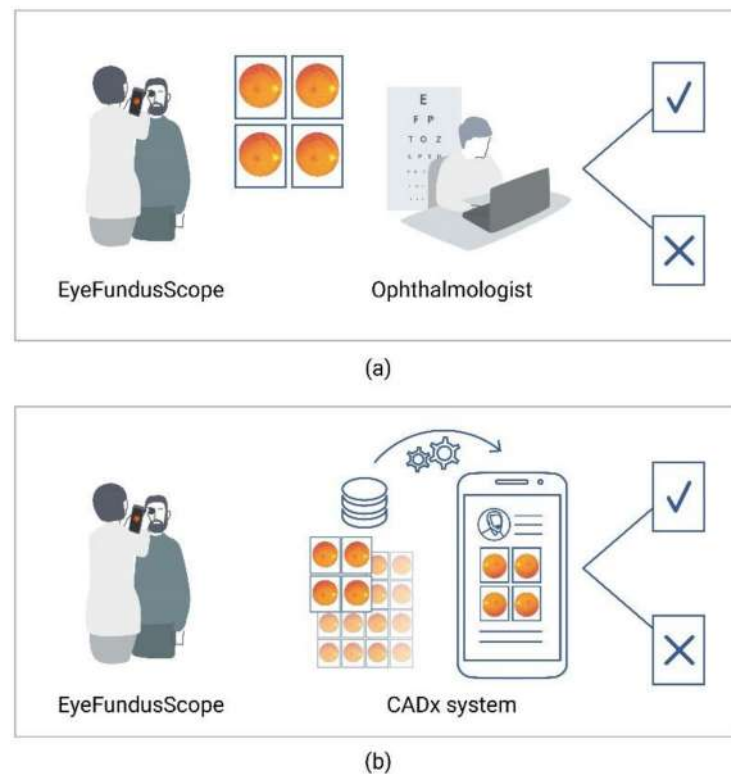 E
F P
T O Z
EyeFundusScope
Ophthalmologist
(a)
EyeFundusScope
CADx system
(b)